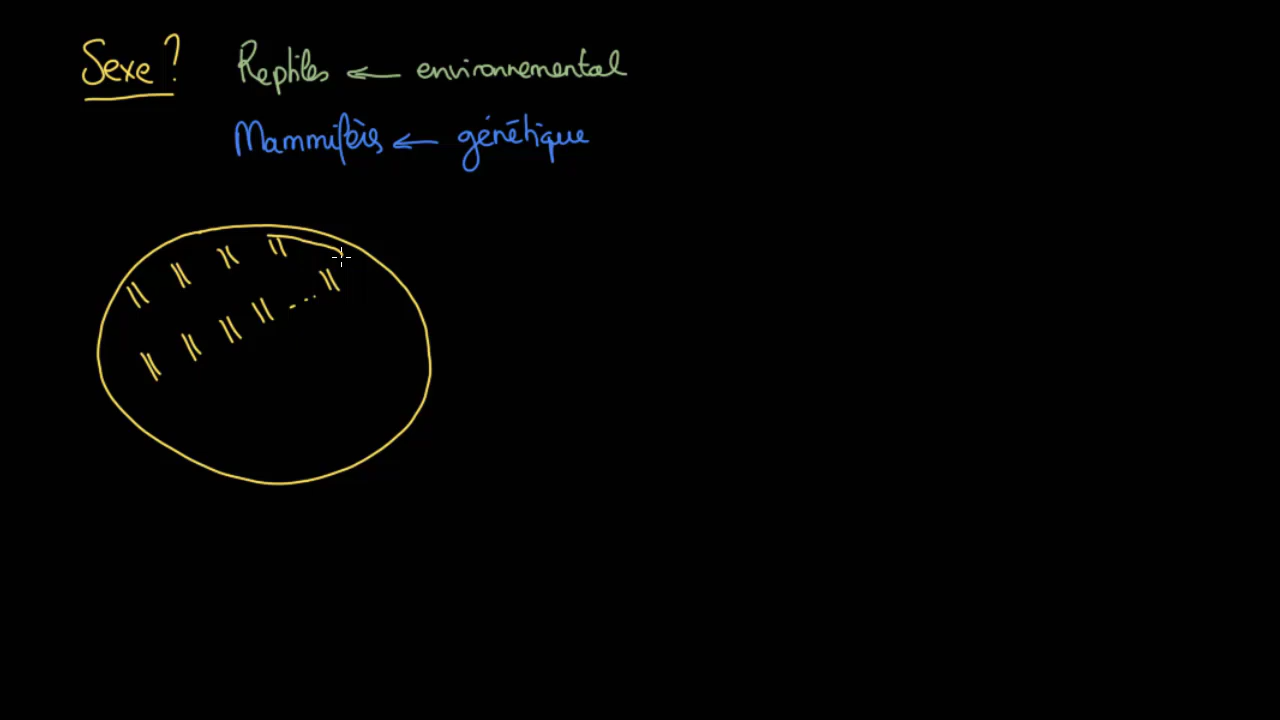 Sexe ? Reptiles ← environnemental
Mammifères ← génétique